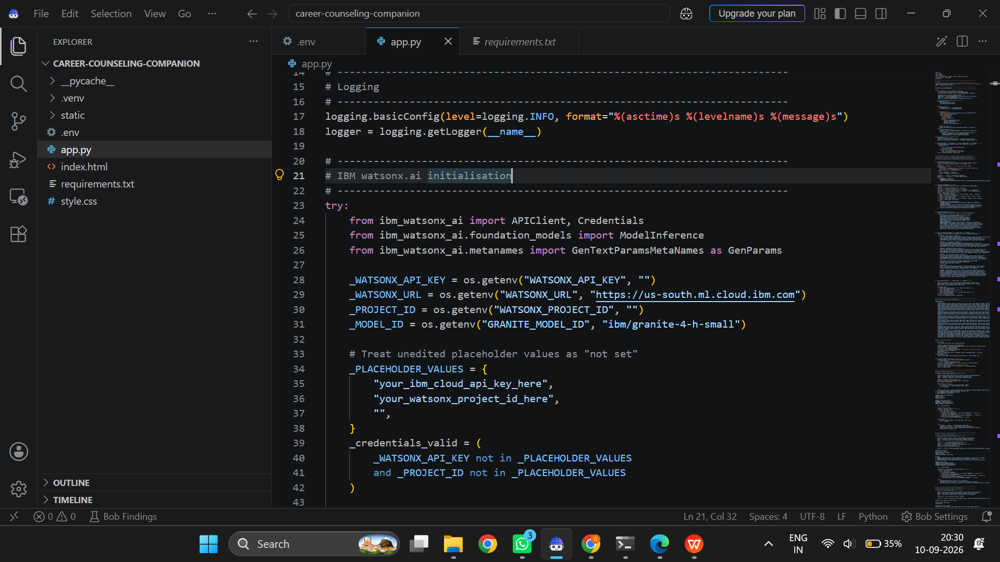 File Edit Selection View Go ···
career-counseling-companion
Upgrade your plan
EXPLORER
CAREER-COUNSELING-COMPANION
__pycache__
.venv
static
.env
app.py
index.html
requirements.txt
style.css
OUTLINE
TIMELINE
.env
app.py
requirements.txt
app.py
14 # ---------------------------------------------------------------------------
15 # Logging
16 # ---------------------------------------------------------------------------
17 logging.basicConfig(level=logging.INFO, format="%(asctime)s %(levelname)s %(message)s")
18 logger = logging.getLogger(__name__)
19
20 # ---------------------------------------------------------------------------
21 # IBM watsonx.ai initialisation
22 # ---------------------------------------------------------------------------
23 try:
24 from ibm_watsonx_ai import APIClient, Credentials
25 from ibm_watsonx_ai.foundation_models import ModelInference
26 from ibm_watsonx_ai.metanames import GenTextParamsMetaNames as GenParams
27
28 _WATSONX_API_KEY = os.getenv("WATSONX_API_KEY", "")
29 _WATSONX_URL = os.getenv("WATSONX_URL", "https://us-south.ml.cloud.ibm.com")
30 _PROJECT_ID = os.getenv("WATSONX_PROJECT_ID", "")
31 _MODEL_ID = os.getenv("GRANITE_MODEL_ID", "ibm/granite-4-h-small")
32
33 # Treat unedited placeholder values as "not set"
34 _PLACEHOLDER_VALUES = {
35 "your_ibm_cloud_api_key_here",
36 "your_watsonx_project_id_here",
37 "",
38 }
39 _credentials_valid = (
40 _WATSONX_API_KEY not in _PLACEHOLDER_VALUES
41 and _PROJECT_ID not in _PLACEHOLDER_VALUES
42 )
43
0 0 Bob Findings
Ln 21, Col 32 Spaces: 4 UTF-8 LF Python Bob Settings
Search
3
G
W
ENG
IN
35%
20:30
10-09-2026